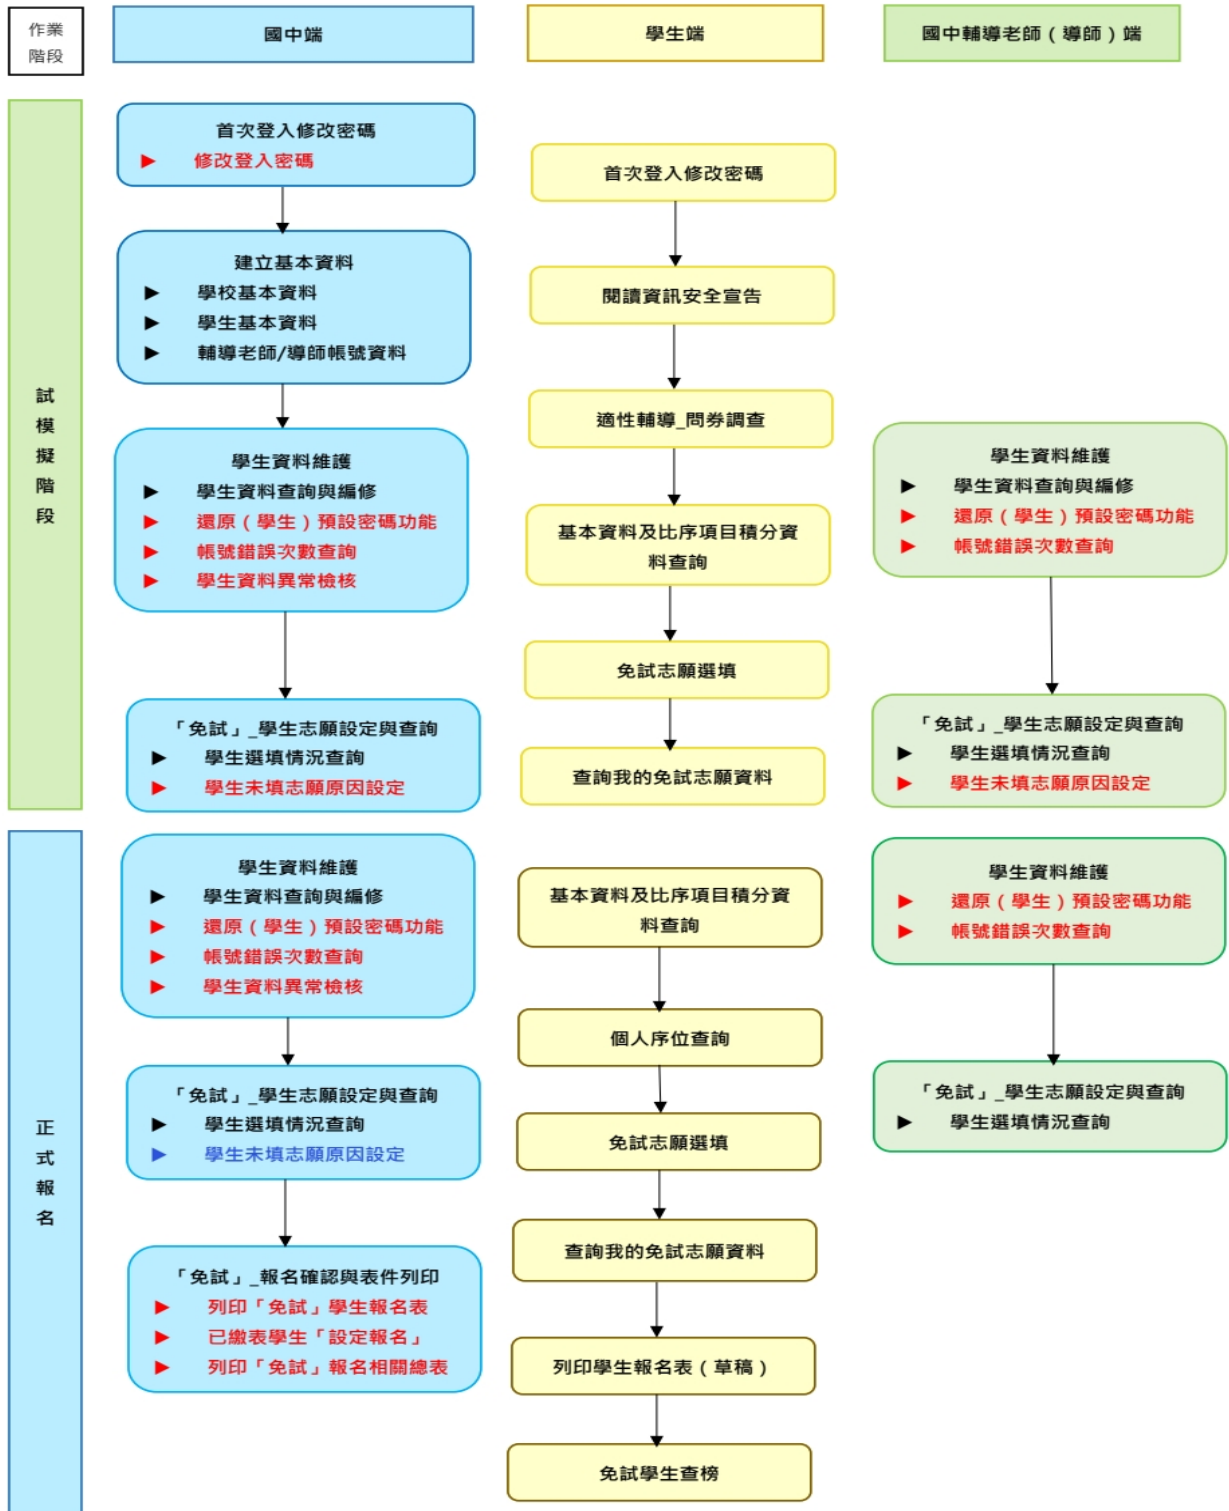 作業
階段
國中端
學生端
國中輔導老師（導師）端
試
模
擬
階
段
首次登入修改密碼
► 修改登入密碼
建立基本資料
► 學校基本資料
► 學生基本資料
► 輔導老師/導師帳號資料
學生資料維護
► 學生資料查詢與編修
► 還原（學生）預設密碼功能
► 帳號錯誤次數查詢
► 學生資料異常檢核
「免試」_學生志願設定與查詢
► 學生選填情況查詢
► 學生未填志願原因設定
首次登入修改密碼
閱讀資訊安全宣告
適性輔導_問券調查
基本資料及比序項目積分資
料查詢
免試志願選填
查詢我的免試志願資料
學生資料維護
► 學生資料查詢與編修
► 還原（學生）預設密碼功能
► 帳號錯誤次數查詢
「免試」_學生志願設定與查詢
► 學生選填情況查詢
► 學生未填志願原因設定
正
式
報
名
學生資料維護
► 學生資料查詢與編修
► 還原（學生）預設密碼功能
► 帳號錯誤次數查詢
► 學生資料異常檢核
「免試」_學生志願設定與查詢
► 學生選填情況查詢
► 學生未填志願原因設定
「免試」_報名確認與表件列印
► 列印「免試」學生報名表
► 已繳表學生「設定報名」
► 列印「免試」報名相關總表
基本資料及比序項目積分資
料查詢
個人序位查詢
免試志願選填
查詢我的免試志願資料
列印學生報名表（草稿）
免試學生查榜
學生資料維護
► 還原（學生）預設密碼功能
► 帳號錯誤次數查詢
「免試」_學生志願設定與查詢
► 學生選填情況查詢